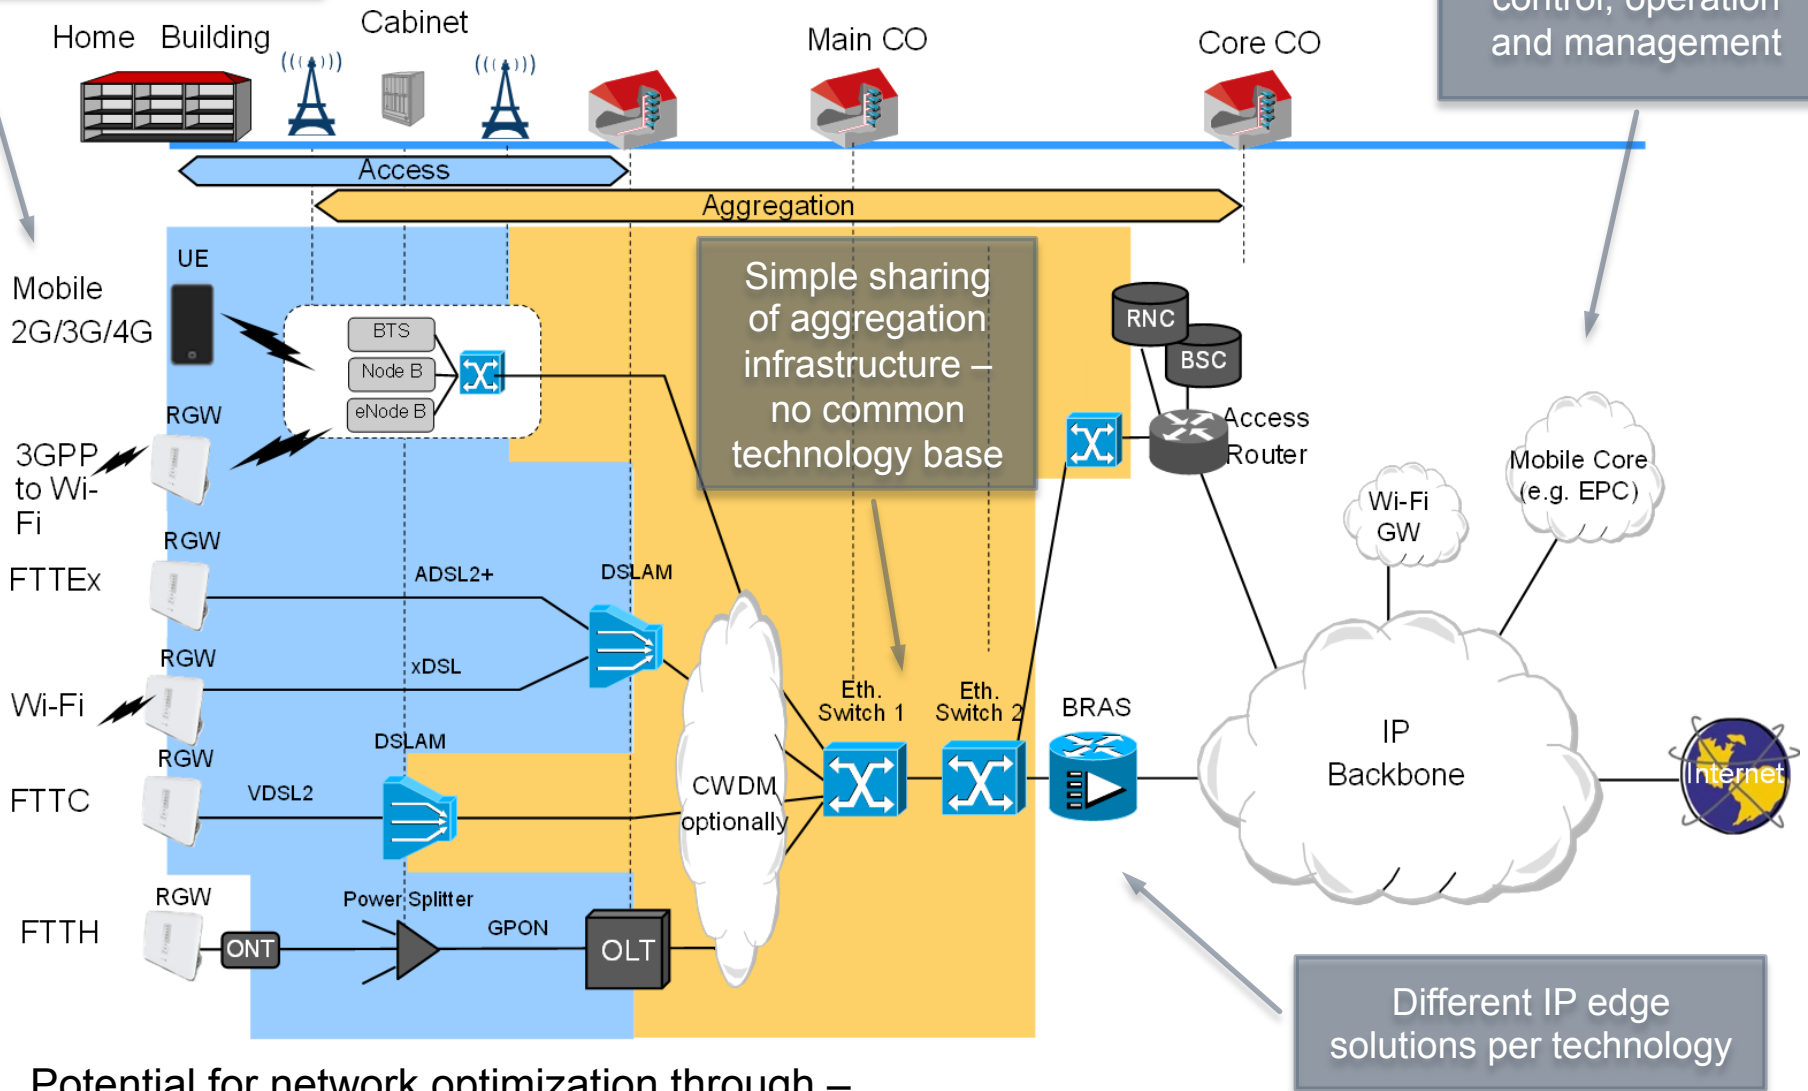 control, operation
and management
Home
Building
Cabinet
Main CO
Core CO
Access
Aggregation
UE
Mobile
2G/3G/4G
BTS
Node B
eNode B
Simple sharing
of aggregation
infrastructure –
no common
technology base
RNC
BSC
Access
Router
RGW
3GPP
to Wi-
Fi
Wi-Fi
GW
Mobile Core
(e.g. EPC)
RGW
FTTEx
ADSL2+
DSLAM
RGW
Wi-Fi
xDSL
Eth.
Switch 1
Eth.
Switch 2
BRAS
IP
Backbone
Internet
RGW
FTTC
VDSL2
DSLAM
CWDM
optionally
RGW
FTTH
ONT
Power Splitter
GPON
OLT
Different IP edge
solutions per technology
Potential for network optimization through –